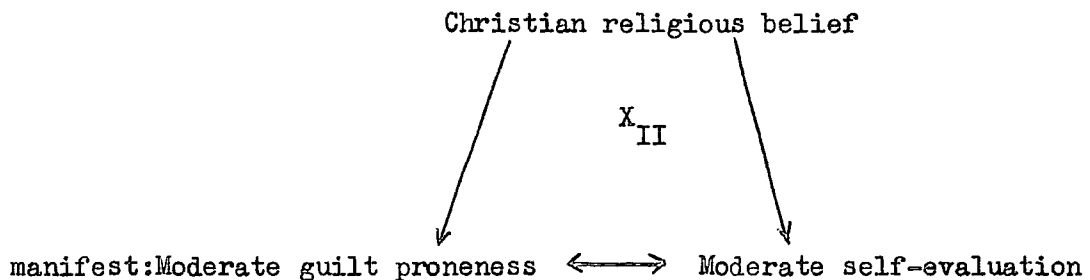 Christian religious belief
X_II
manifest:Moderate guilt proneness Moderate self-evaluation